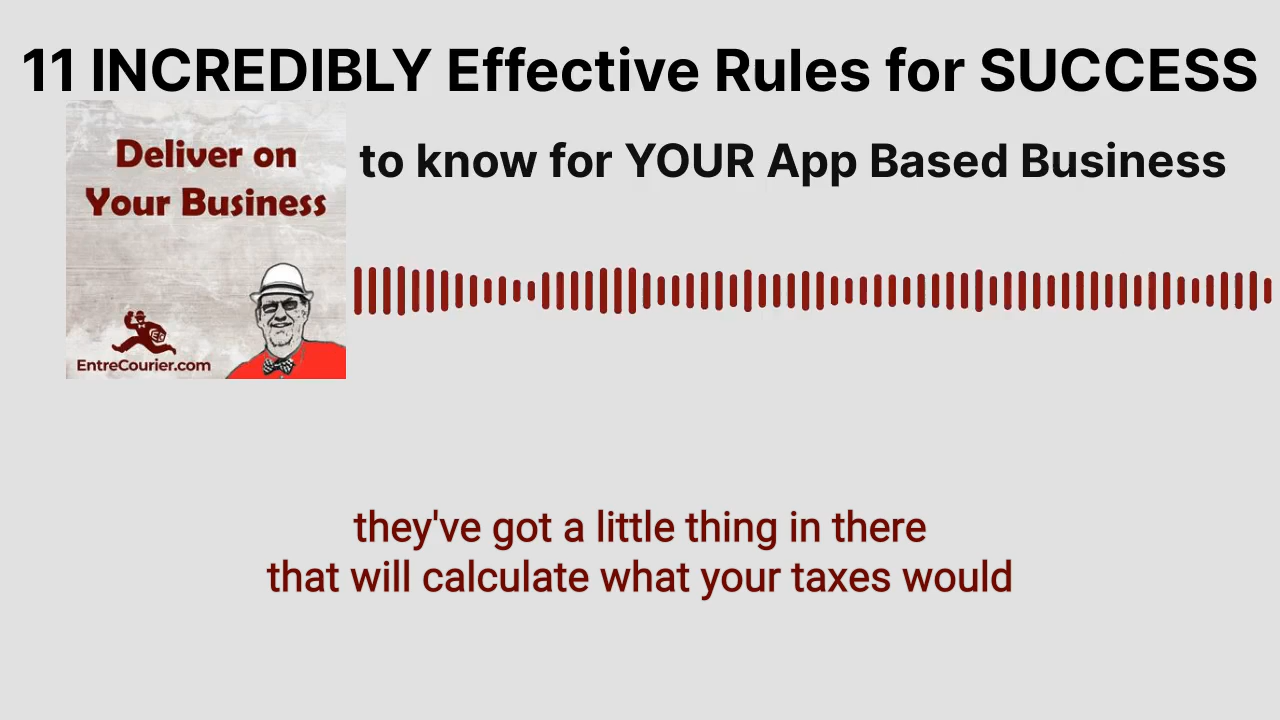 11 INCREDIBLY Effective Rules for SUCCESS
to know for YOUR App Based Business
Deliver on
Your Business
EntreCourier.com
they've got a little thing in there
that will calculate what your taxes would